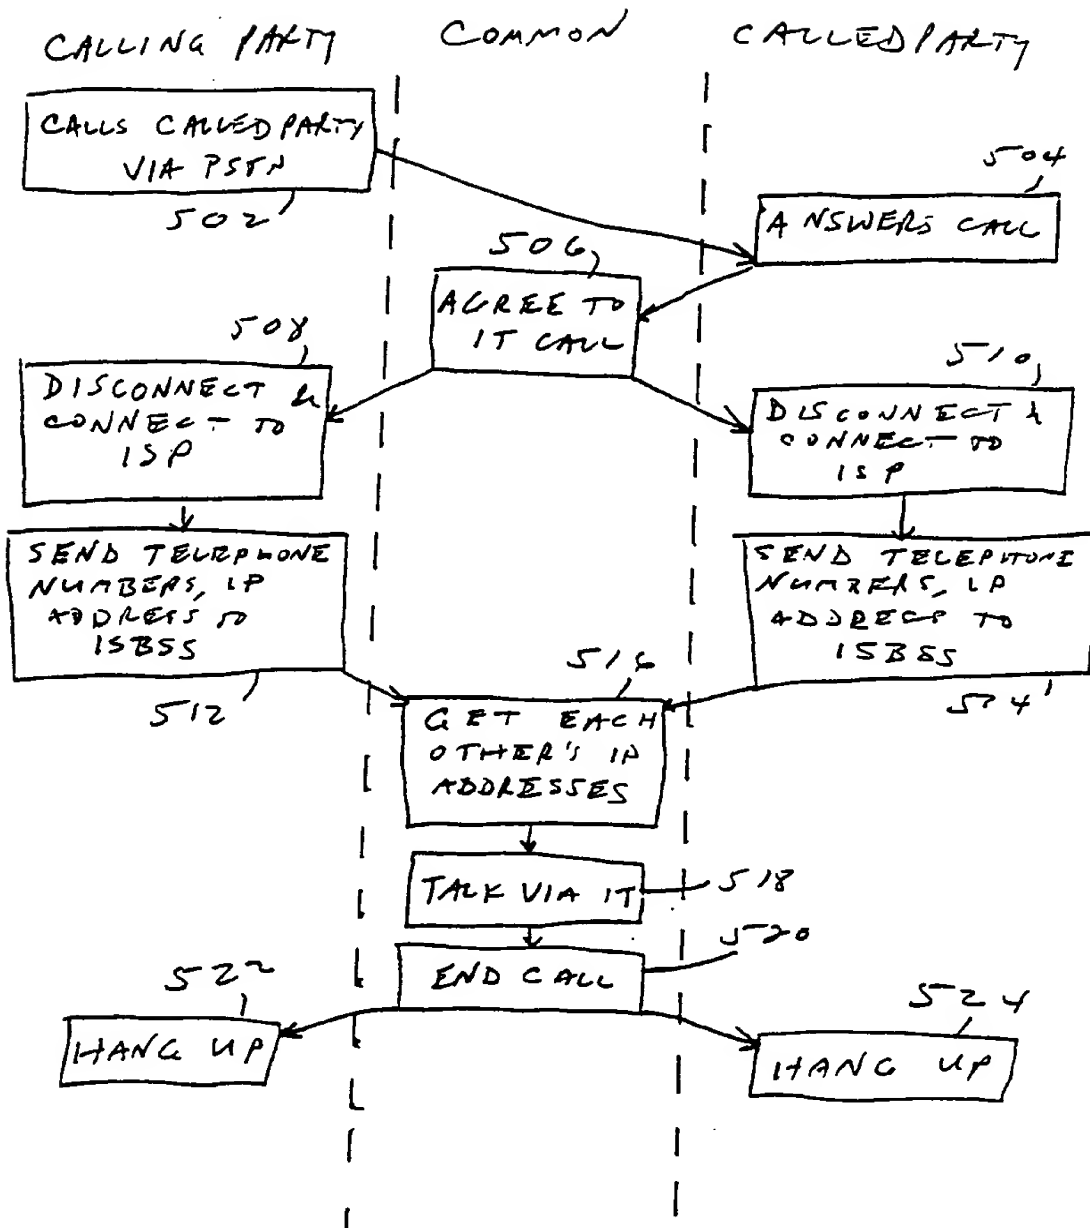 CALLING PARTY
COMMON
CALLED PARTY
CALLS CALLED PARTY
VIA PSTN
502
504
ANSWERS CALL
506
AGREE TO
IT CALL
508
DISCONNECT &
CONNECT TO
ISP
510
DISCONNECT &
CONNECT TO
ISP
SEND TELEPHONE
NUMBERS, IP
ADDRESS TO
ISBSS
512
SEND TELEPHONE
NUMBERS, IP
ADDRESS TO
ISBSS
514
516
GET EACH
OTHER'S IP
ADDRESSES
TALK VIA IT
518
END CALL
520
522
HANG UP
524
HANG UP